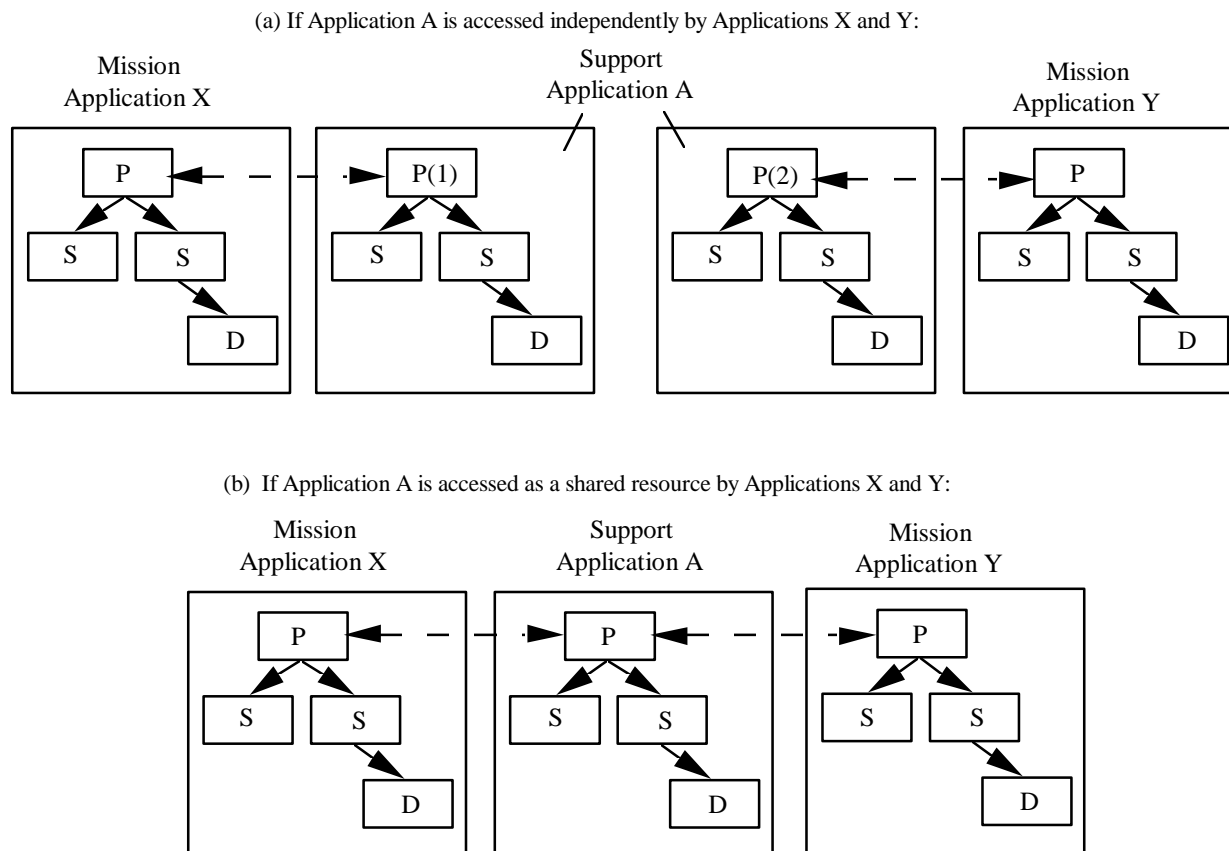 (a) If Application A is accessed independently by Applications X and Y:
Mission
Application X
Support
Application A
Mission
Application Y
P
P(1)
P(2)
P
S
S
S
S
S
S
S
S
D
D
D
D
(b) If Application A is accessed as a shared resource by Applications X and Y:
Mission
Application X
Support
Application A
Mission
Application Y
P
P
P
S
S
S
S
S
S
D
D
D